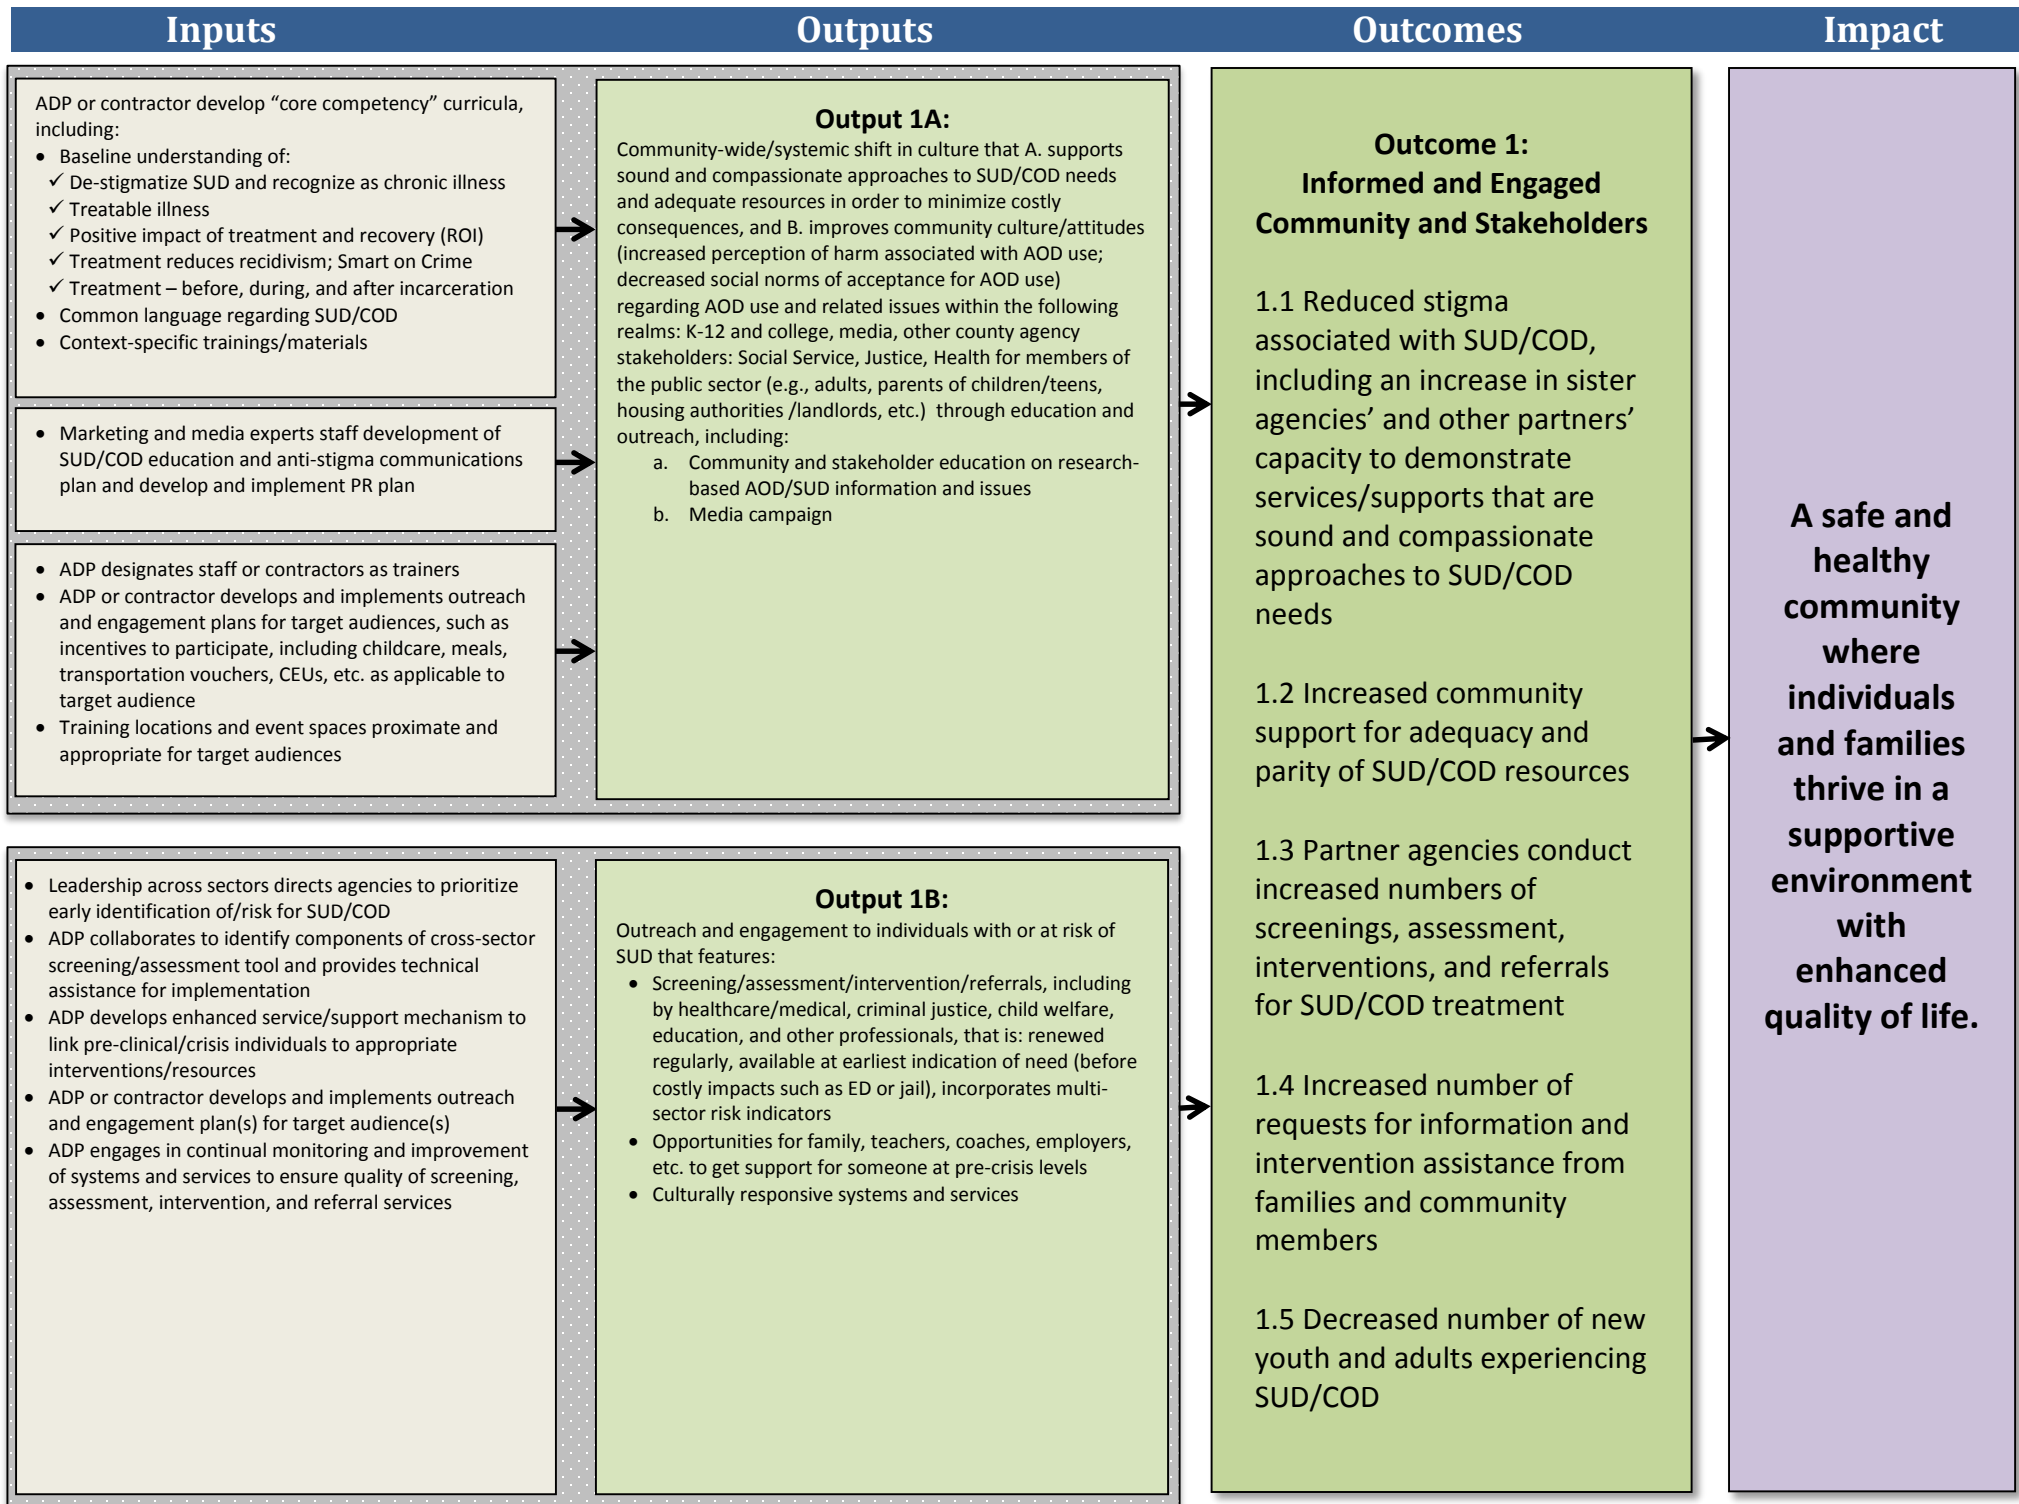 Inputs
Outputs
Outcomes
Impact
ADP or contractor develop “core competency” curricula,
including:
• Baseline understanding of:
✓ De-stigmatize SUD and recognize as chronic illness
✓ Treatable illness
✓ Positive impact of treatment and recovery (ROI)
✓ Treatment reduces recidivism; Smart on Crime
✓ Treatment – before, during, and after incarceration
• Common language regarding SUD/COD
• Context-specific trainings/materials
• Marketing and media experts staff development of
SUD/COD education and anti-stigma communications
plan and develop and implement PR plan
• ADP designates staff or contractors as trainers
• ADP or contractor develops and implements outreach
and engagement plans for target audiences, such as
incentives to participate, including childcare, meals,
transportation vouchers, CEUs, etc. as applicable to
target audience
• Training locations and event spaces proximate and
appropriate for target audiences
Output 1A:
Community-wide/systemic shift in culture that A. supports
sound and compassionate approaches to SUD/COD needs
and adequate resources in order to minimize costly
consequences, and B. improves community culture/attitudes
(increased perception of harm associated with AOD use;
decreased social norms of acceptance for AOD use)
regarding AOD use and related issues within the following
realms: K-12 and college, media, other county agency
stakeholders: Social Service, Justice, Health for members of
the public sector (e.g., adults, parents of children/teens,
housing authorities /landlords, etc.) through education and
outreach, including:
a. Community and stakeholder education on research-
based AOD/SUD information and issues
b. Media campaign
• Leadership across sectors directs agencies to prioritize
early identification of/risk for SUD/COD
• ADP collaborates to identify components of cross-sector
screening/assessment tool and provides technical
assistance for implementation
• ADP develops enhanced service/support mechanism to
link pre-clinical/crisis individuals to appropriate
interventions/resources
• ADP or contractor develops and implements outreach
and engagement plan(s) for target audience(s)
• ADP engages in continual monitoring and improvement
of systems and services to ensure quality of screening,
assessment, intervention, and referral services
Output 1B:
Outreach and engagement to individuals with or at risk of
SUD that features:
• Screening/assessment/intervention/referrals, including
by healthcare/medical, criminal justice, child welfare,
education, and other professionals, that is: renewed
regularly, available at earliest indication of need (before
costly impacts such as ED or jail), incorporates multi-
sector risk indicators
• Opportunities for family, teachers, coaches, employers,
etc. to get support for someone at pre-crisis levels
• Culturally responsive systems and services
Outcome 1:
Informed and Engaged
Community and Stakeholders
1.1 Reduced stigma
associated with SUD/COD,
including an increase in sister
agencies’ and other partners’
capacity to demonstrate
services/supports that are
sound and compassionate
approaches to SUD/COD
needs
1.2 Increased community
support for adequacy and
parity of SUD/COD resources
1.3 Partner agencies conduct
increased numbers of
screenings, assessment,
interventions, and referrals
for SUD/COD treatment
1.4 Increased number of
requests for information and
intervention assistance from
families and community
members
1.5 Decreased number of new
youth and adults experiencing
SUD/COD
A safe and
healthy
community
where
individuals
and families
thrive in a
supportive
environment
with
enhanced
quality of life.